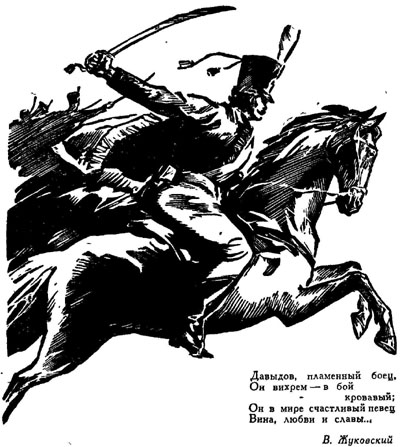 Давыдов, пламенный боец,
Он вихрем — в бой
кровавый;
Он в мире счастливый певец
Вина, любви и славы...
В. Жуковский